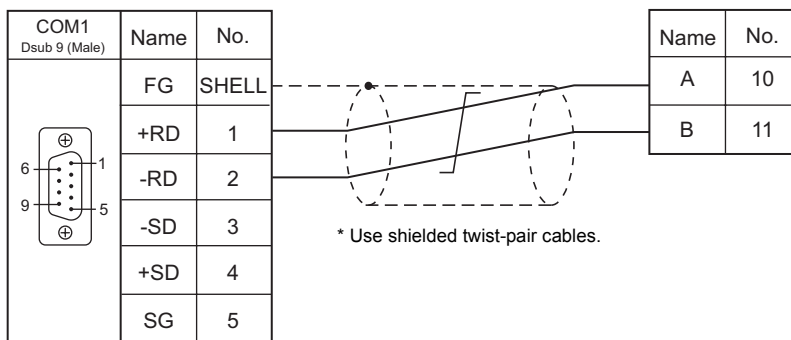 COM1
Dsub 9 (Male)
Name No.
FG SHELL
+RD 1
-RD 2
-SD 3
+SD 4
SG 5
6
1
9
5
Name No.
A 10
B 11
* Use shielded twist-pair cables.